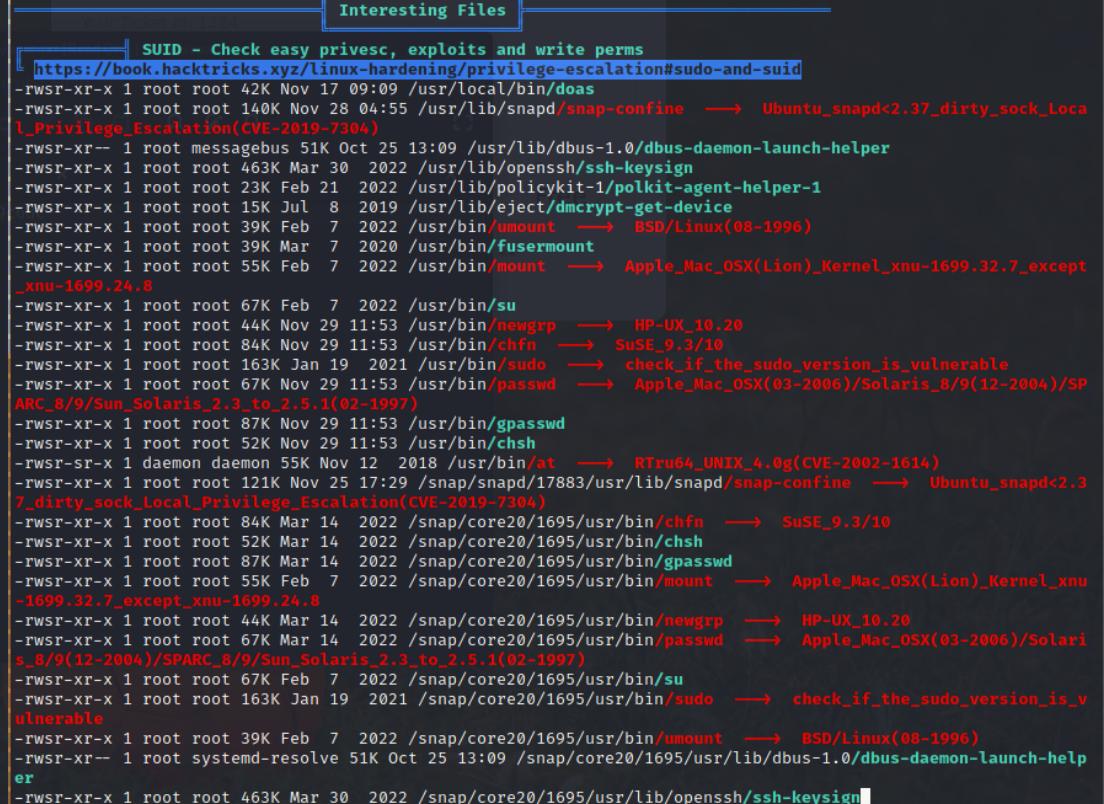 Interesting Files
SUID - Check easy privesc, exploits and write perms
https://book.hacktricks.xyz/linux-hardening/privilege-escalation#sudo-and-suid
-rwsr-xr-x 1 root root 42K Nov 17 09:09 /usr/local/bin/doas
-rwsr-xr-x 1 root root 140K Nov 28 04:55 /usr/lib/snapd/snap-confine  --->  Ubuntu_snapd<2.37_dirty_sock_Loca
l_Privilege_Escalation(CVE-2019-7304)
-rwsr-xr-- 1 root messagebus 51K Oct 25 13:09 /usr/lib/dbus-1.0/dbus-daemon-launch-helper
-rwsr-xr-x 1 root root 463K Mar 30  2022 /usr/lib/openssh/ssh-keysign
-rwsr-xr-x 1 root root 23K Feb 21  2022 /usr/lib/policykit-1/polkit-agent-helper-1
-rwsr-xr-x 1 root root 15K Jul  8  2019 /usr/lib/eject/dmcrypt-get-device
-rwsr-xr-x 1 root root 39K Feb  7  2022 /usr/bin/umount  --->  BSD/Linux(08-1996)
-rwsr-xr-x 1 root root 39K Mar  7  2020 /usr/bin/fusermount
-rwsr-xr-x 1 root root 55K Feb  7  2022 /usr/bin/mount  --->  Apple_Mac_OSX(Lion)_Kernel_xnu-1699.32.7_except
_xnu-1699.24.8
-rwsr-xr-x 1 root root 67K Feb  7  2022 /usr/bin/su
-rwsr-xr-x 1 root root 44K Nov 29 11:53 /usr/bin/newgrp  --->  HP-UX_10.20
-rwsr-xr-x 1 root root 84K Nov 29 11:53 /usr/bin/chfn  --->  SuSE_9.3/10
-rwsr-xr-x 1 root root 163K Jan 19  2021 /usr/bin/sudo  --->  check_if_the_sudo_version_is_vulnerable
-rwsr-xr-x 1 root root 67K Nov 29 11:53 /usr/bin/passwd  --->  Apple_Mac_OSX(03-2006)/Solaris_8/9(12-2004)/SP
ARC_8/9/Sun_Solaris_2.3_to_2.5.1(02-1997)
-rwsr-xr-x 1 root root 87K Nov 29 11:53 /usr/bin/gpasswd
-rwsr-xr-x 1 root root 52K Nov 29 11:53 /usr/bin/chsh
-rwsr-sr-x 1 daemon daemon 55K Nov 12  2018 /usr/bin/at  --->  RTru64_UNIX_4.0g(CVE-2002-1614)
-rwsr-xr-x 1 root root 121K Nov 25 17:29 /snap/snapd/17883/usr/lib/snapd/snap-confine  --->  Ubuntu_snapd<2.3
7_dirty_sock_Local_Privilege_Escalation(CVE-2019-7304)
-rwsr-xr-x 1 root root 84K Mar 14  2022 /snap/core20/1695/usr/bin/chfn  --->  SuSE_9.3/10
-rwsr-xr-x 1 root root 52K Mar 14  2022 /snap/core20/1695/usr/bin/chsh
-rwsr-xr-x 1 root root 87K Mar 14  2022 /snap/core20/1695/usr/bin/gpasswd
-rwsr-xr-x 1 root root 55K Feb  7  2022 /snap/core20/1695/usr/bin/mount  --->  Apple_Mac_OSX(Lion)_Kernel_xnu
-1699.32.7_except_xnu-1699.24.8
-rwsr-xr-x 1 root root 44K Mar 14  2022 /snap/core20/1695/usr/bin/newgrp  --->  HP-UX_10.20
-rwsr-xr-x 1 root root 67K Mar 14  2022 /snap/core20/1695/usr/bin/passwd  --->  Apple_Mac_OSX(03-2006)/Solari
s_8/9(12-2004)/SPARC_8/9/Sun_Solaris_2.3_to_2.5.1(02-1997)
-rwsr-xr-x 1 root root 67K Feb  7  2022 /snap/core20/1695/usr/bin/su
-rwsr-xr-x 1 root root 163K Jan 19  2021 /snap/core20/1695/usr/bin/sudo  --->  check_if_the_sudo_version_is_v
ulnerable
-rwsr-xr-x 1 root root 39K Feb  7  2022 /snap/core20/1695/usr/bin/umount  --->  BSD/Linux(08-1996)
-rwsr-xr-- 1 root systemd-resolve 51K Oct 25 13:09 /snap/core20/1695/usr/lib/dbus-1.0/dbus-daemon-launch-help
er
-rwsr-xr-x 1 root root 463K Mar 30  2022 /snap/core20/1695/usr/lib/openssh/ssh-keysign